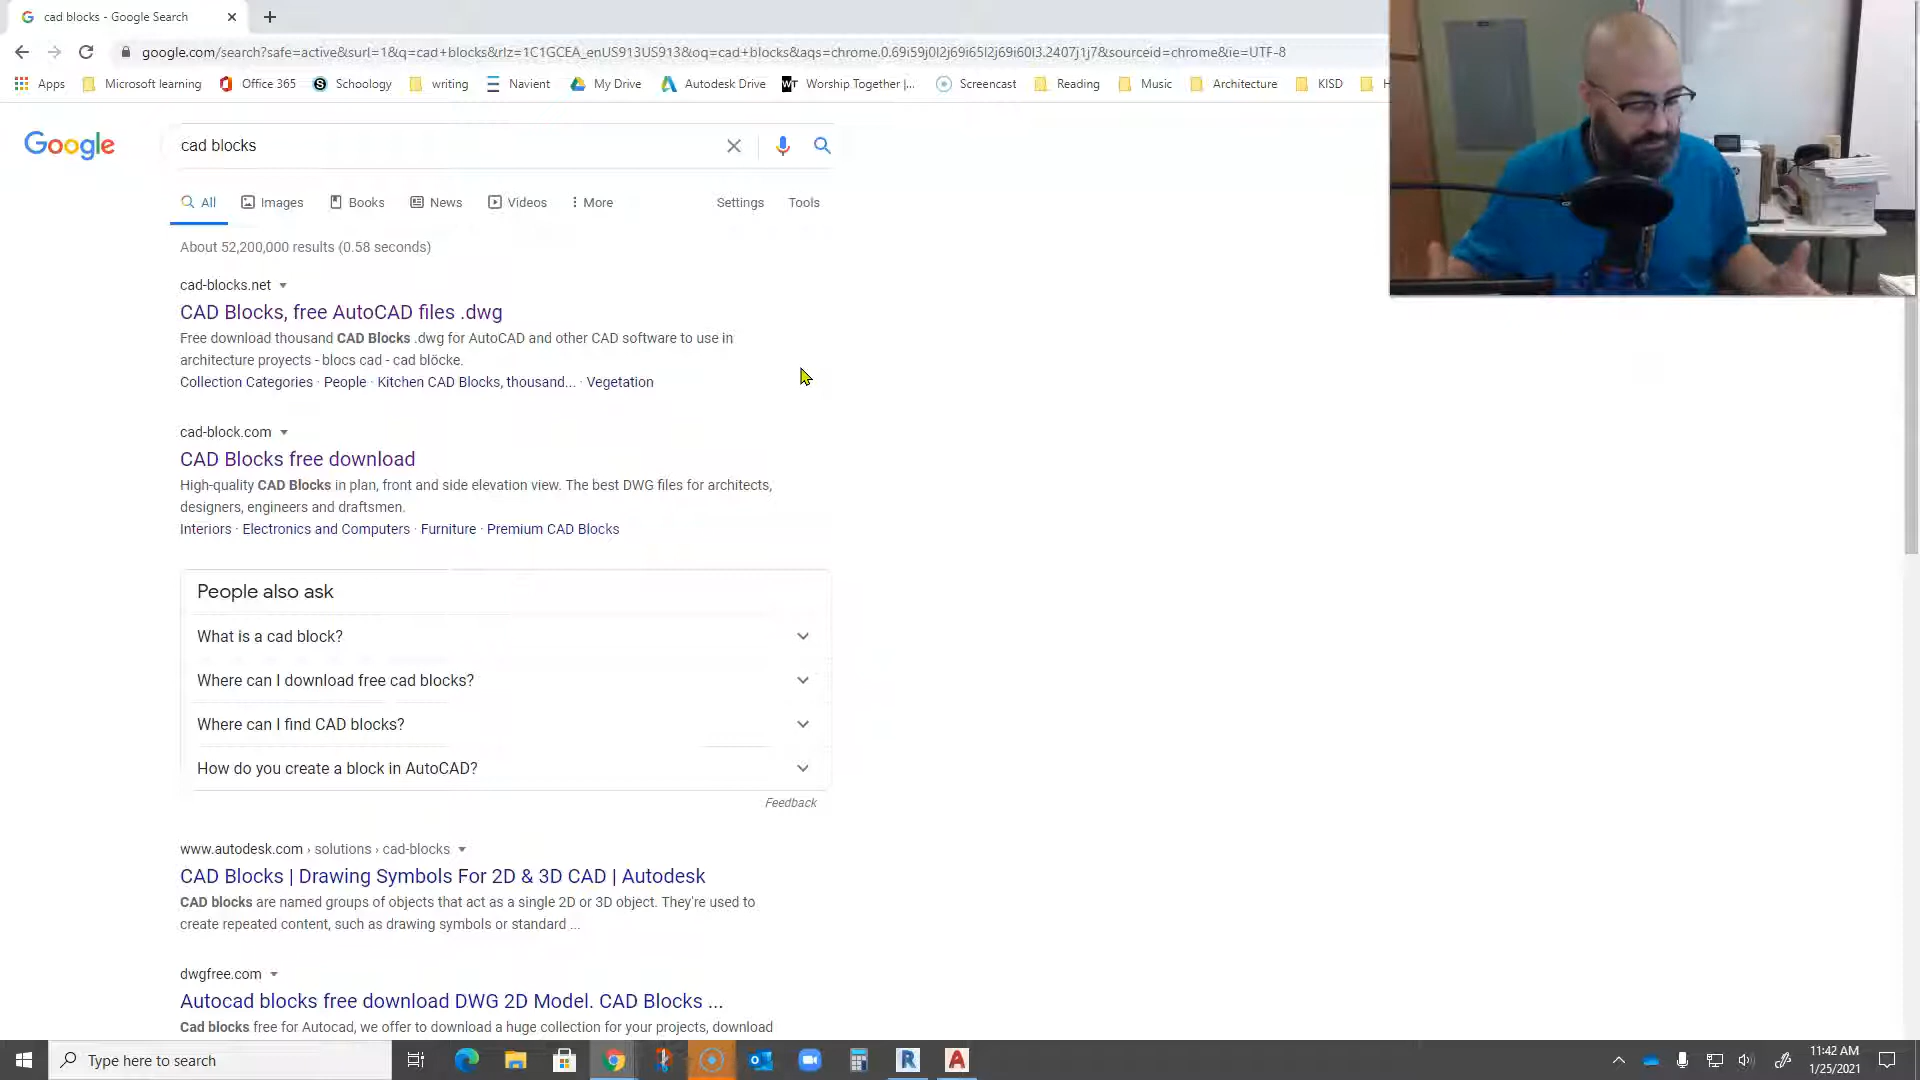 cad blocks - Google Search
google.com/search?safe=active&surl=1&q=cad+blocks&rlz=1C1GCEA_enUS913US913&oq=cad+blocks&aqs=chrome.0.69i59j0l2j69i65l2j69i60l3.2407j1j7&sourceid=chrome&ie=UTF-8
Apps Microsoft learning Office 365 Schoology writing Navient My Drive Autodesk Drive Worship Together |... Screencast Reading Music Architecture KISD
Google
cad blocks
All Images Books News Videos More Settings Tools
About 52,200,000 results (0.58 seconds)
cad-blocks.net
CAD Blocks, free AutoCAD files .dwg
Free download thousand CAD Blocks .dwg for AutoCAD and other CAD software to use in
architecture proyects - blocs cad - cad blöcke.
Collection Categories · People · Kitchen CAD Blocks, thousand... · Vegetation
cad-block.com
CAD Blocks free download
High-quality CAD Blocks in plan, front and side elevation view. The best DWG files for architects,
designers, engineers and draftsmen.
Interiors · Electronics and Computers · Furniture · Premium CAD Blocks
People also ask
What is a cad block?
Where can I download free cad blocks?
Where can I find CAD blocks?
How do you create a block in AutoCAD?
Feedback
www.autodesk.com › solutions › cad-blocks
CAD Blocks | Drawing Symbols For 2D & 3D CAD | Autodesk
CAD blocks are named groups of objects that act as a single 2D or 3D object. They're used to
create repeated content, such as drawing symbols or standard ...
dwgfree.com
Autocad blocks free download DWG 2D Model. CAD Blocks ...
Cad blocks free for Autocad, we offer to download a huge collection for your projects, download
Type here to search
11:42 AM
1/25/2021